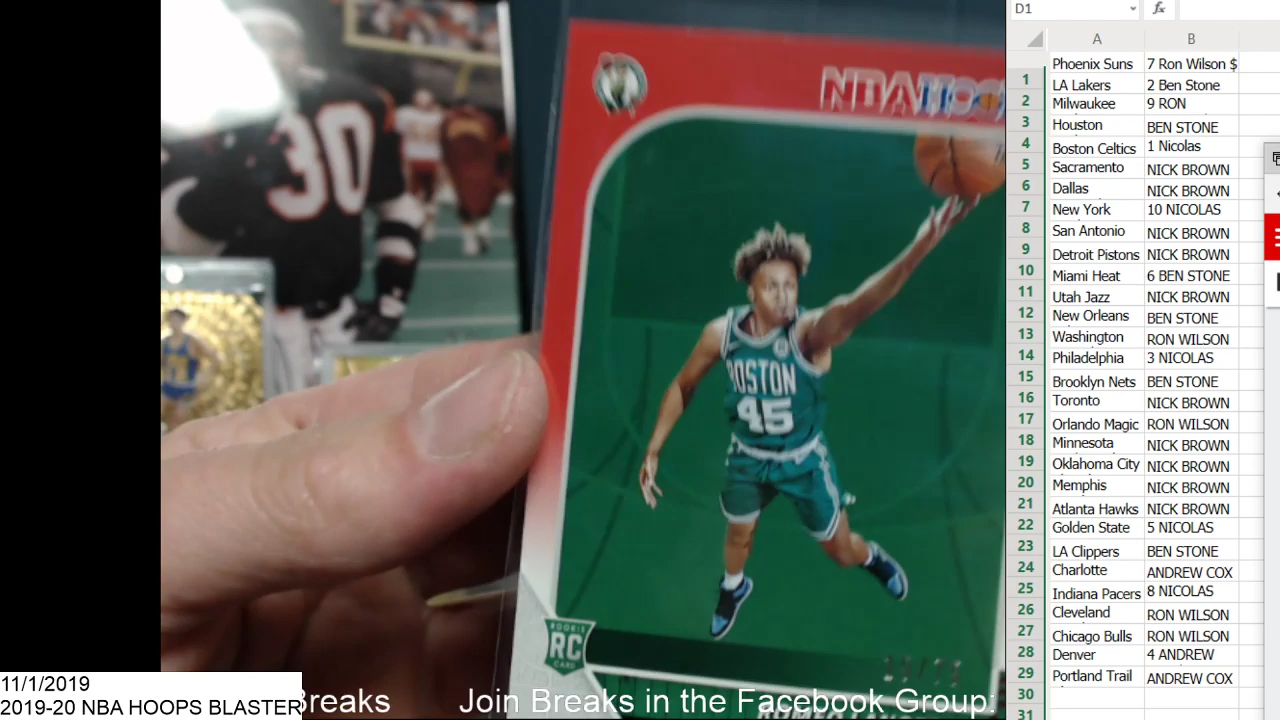 30
NBA HOO
BOSTON
45
ROOKIE
RC
CARD
11/1/2019
2019-20 NBA HOOPS BLASTER
Breaks Join Breaks in the Facebook Group:
D1 fx
A B
Phoenix Suns 7 Ron Wilson $
1 LA Lakers 2 Ben Stone
2 Milwaukee 9 RON
3 Houston BEN STONE
4 Boston Celtics 1 Nicolas
5 Sacramento NICK BROWN
6 Dallas NICK BROWN
7 New York 10 NICOLAS
8 San Antonio NICK BROWN
9 Detroit Pistons NICK BROWN
10 Miami Heat 6 BEN STONE
11 Utah Jazz NICK BROWN
12 New Orleans BEN STONE
13 Washington RON WILSON
14 Philadelphia 3 NICOLAS
15 Brooklyn Nets BEN STONE
16 Toronto NICK BROWN
17 Orlando Magic RON WILSON
18 Minnesota NICK BROWN
19 Oklahoma City NICK BROWN
20 Memphis NICK BROWN
21 Atlanta Hawks NICK BROWN
22 Golden State 5 NICOLAS
23 LA Clippers BEN STONE
24 Charlotte ANDREW COX
25 Indiana Pacers 8 NICOLAS
26 Cleveland RON WILSON
27 Chicago Bulls RON WILSON
28 Denver 4 ANDREW
29 Portland Trail ANDREW COX
30
31